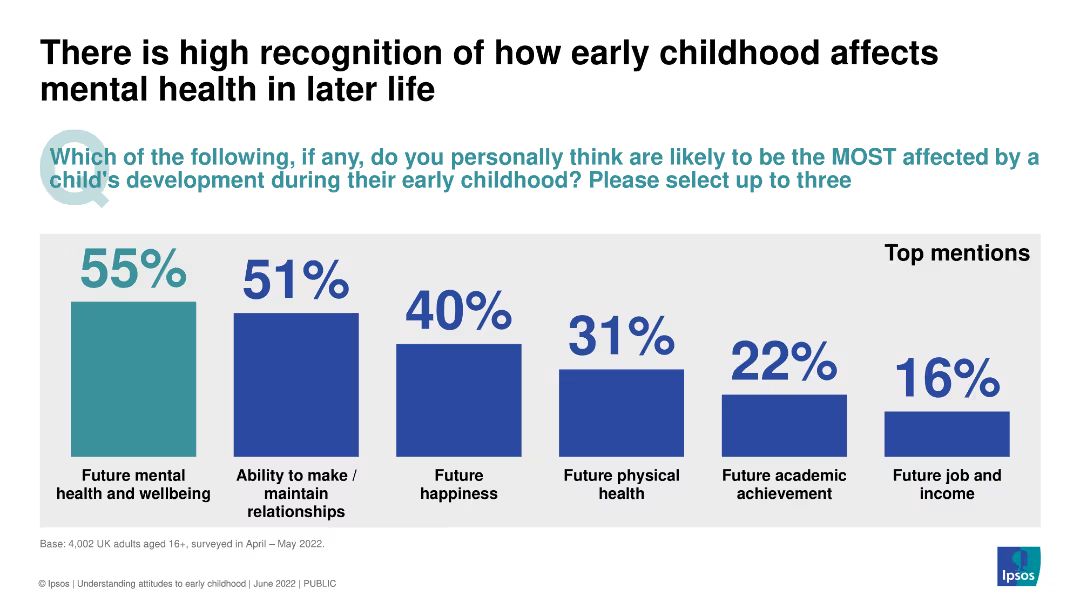 There is high recognition of how early childhood affects
mental health in later life
Q
Which of the following, if any, do you personally think are likely to be the MOST affected by a
child's development during their early childhood? Please select up to three
Top mentions
55%
51%
40%
31%
22%
16%
Future mental
health and wellbeing
Ability to make /
maintain
relationships
Future
happiness
Future physical
health
Future academic
achievement
Future job and
income
Base: 4,002 UK adults aged 16+, surveyed in April – May 2022.
© Ipsos | Understanding attitudes to early childhood | June 2022 | PUBLIC
Ipsos